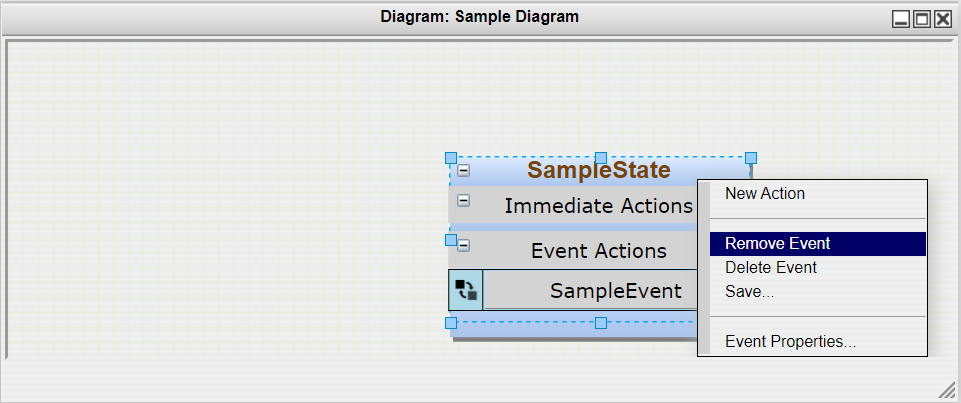 Diagram: Sample Diagram
SampleState
Immediate Actions
Event Actions
SampleEvent
New Action
Remove Event
Delete Event
Save...
Event Properties...